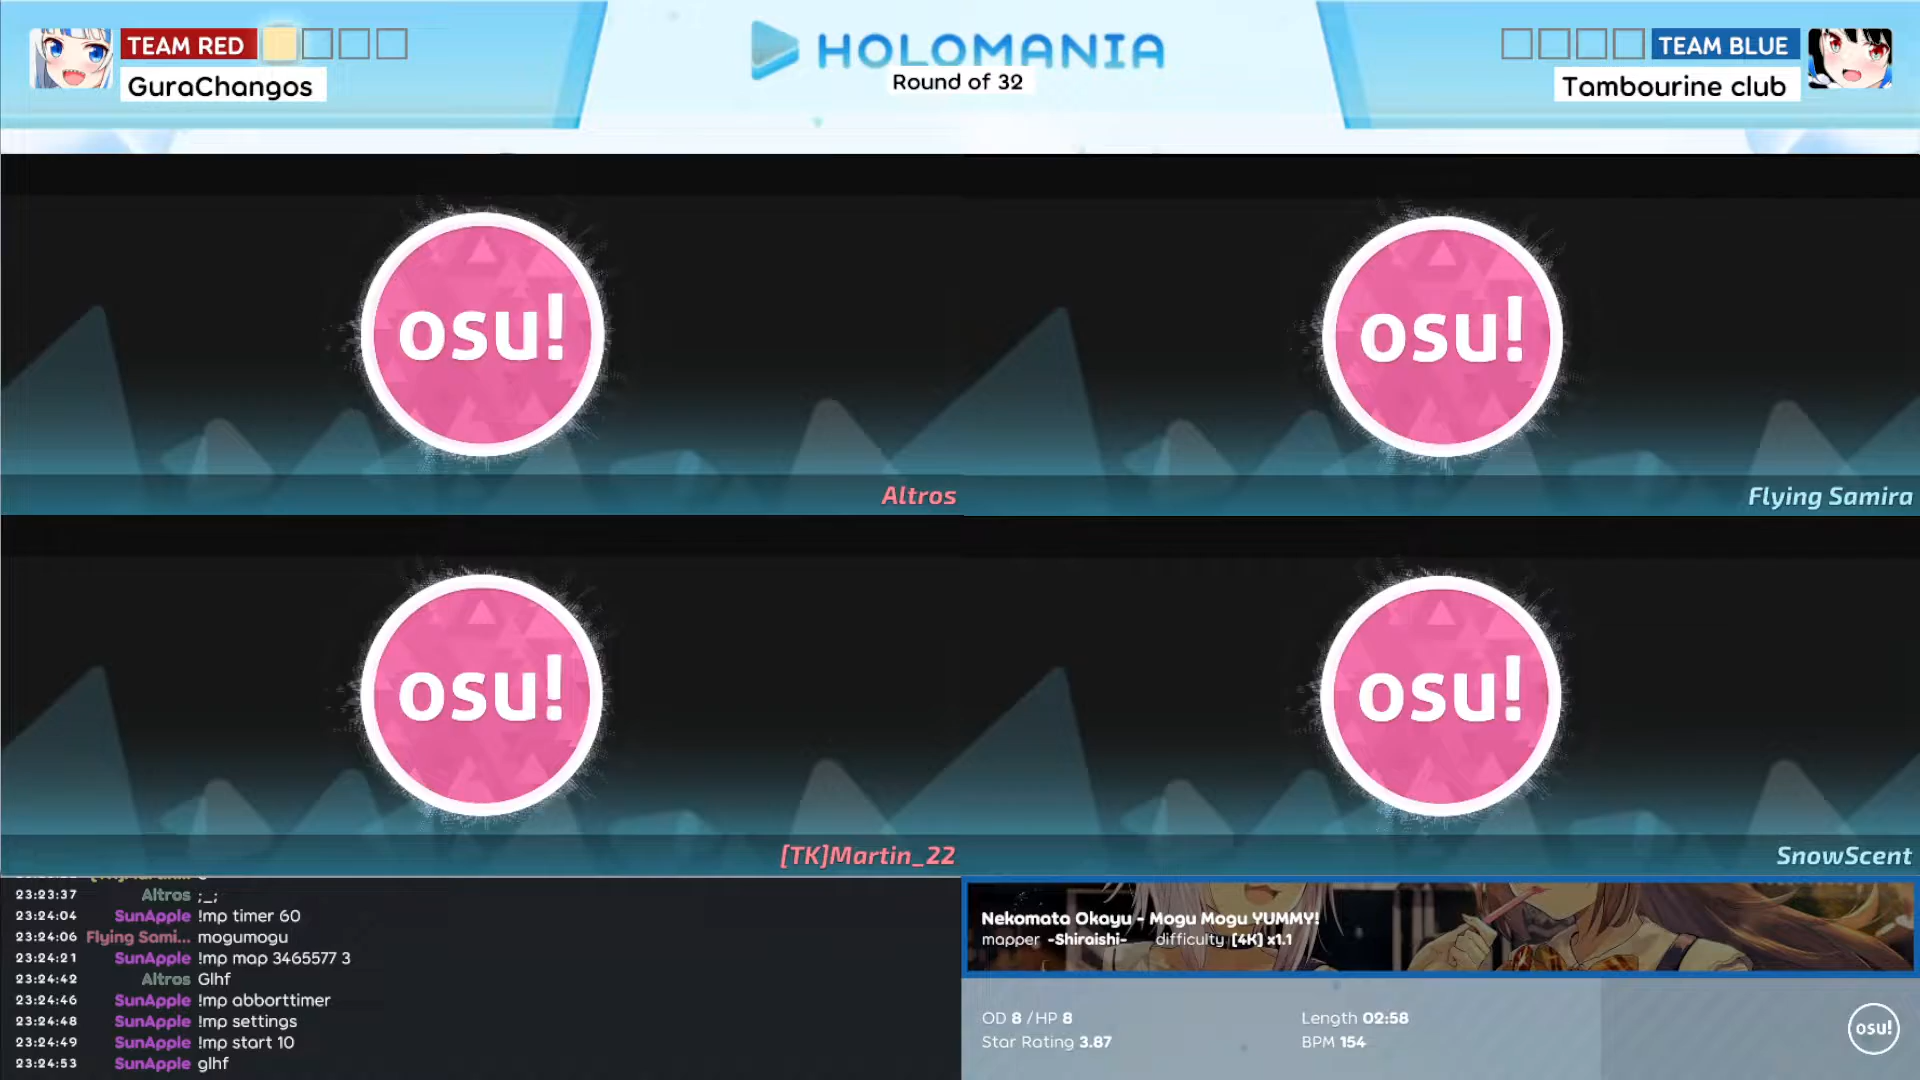 TEAM RED
GuraChangos
HOLOMANIA
Round of 32
TEAM BLUE
Tambourine club
osu!
osu!
Altros
Flying Samira
osu!
osu!
[TK]Martin_22
SnowScent
23:23:37 Altros ;_;
23:24:04 SunApple !mp timer 60
23:24:06 Flying Sami... mogumogu
23:24:21 SunApple !mp map 3465577 3
23:24:42 Altros Glhf
23:24:46 SunApple !mp abborttimer
23:24:48 SunApple !mp settings
23:24:49 SunApple !mp start 10
23:24:53 SunApple glhf
Nekomata Okayu - Mogu Mogu YUMMY!
mapper -Shiraishi- difficulty [4K] x1.1
OD 8 / HP 8
Star Rating 3.87
Length 02:58
BPM 154
osu!